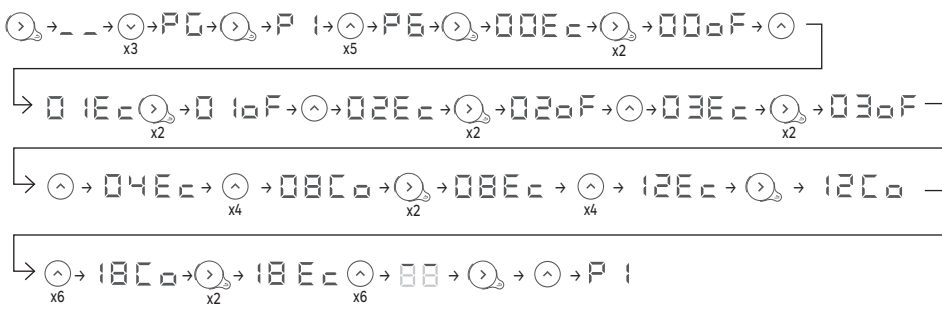 _ _ PG P 1 P6 00Ec 00oF
x3 x5 x2
01Ec 01oF 02Ec 02oF 03Ec 03oF
x2 x2 x2
04Ec 08Co 08Ec 12Ec 12Co
x4 x2 x4
18Co 18Ec 88 P 1
x6 x2 x6